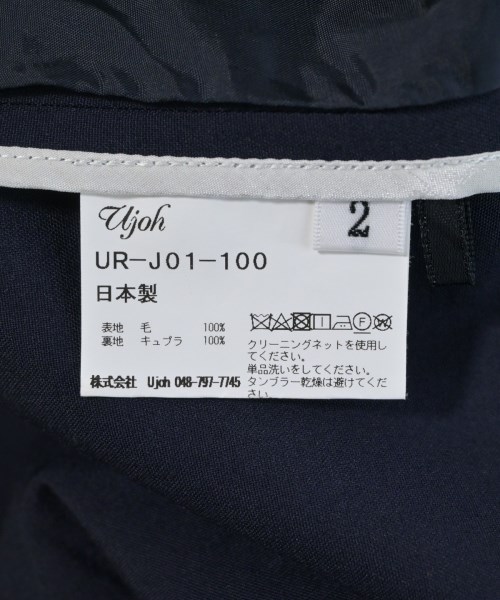 Ujoh
2
UR-J01-100
日本製
表地 毛 100%
裏地 キュプラ 100%
クリーニングネットを使用し
てください。
単品洗いをしてください。
タンブラー乾燥は避けてくだ
さい。
株式会社 Ujoh 048-797-7745